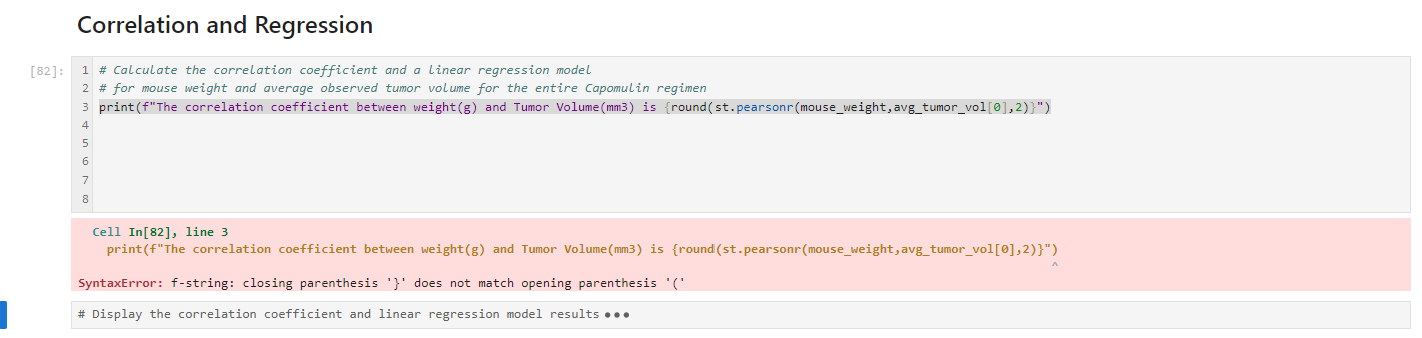 Correlation and Regression
[82]:
1 # Calculate the correlation coefficient and a linear regression model
2 # for mouse weight and average observed tumor volume for the entire Capomulin regimen
3 print(f"The correlation coefficient between weight(g) and Tumor Volume(mm3) is {round(st.pearsonr(mouse_weight,avg_tumor_vol[0],2)}")
4
5
6
7
8
Cell In[82], line 3
print(f"The correlation coefficient between weight(g) and Tumor Volume(mm3) is {round(st.pearsonr(mouse_weight,avg_tumor_vol[0],2)}")
^
SyntaxError: f-string: closing parenthesis '}' does not match opening parenthesis '('
# Display the correlation coefficient and linear regression model results •••